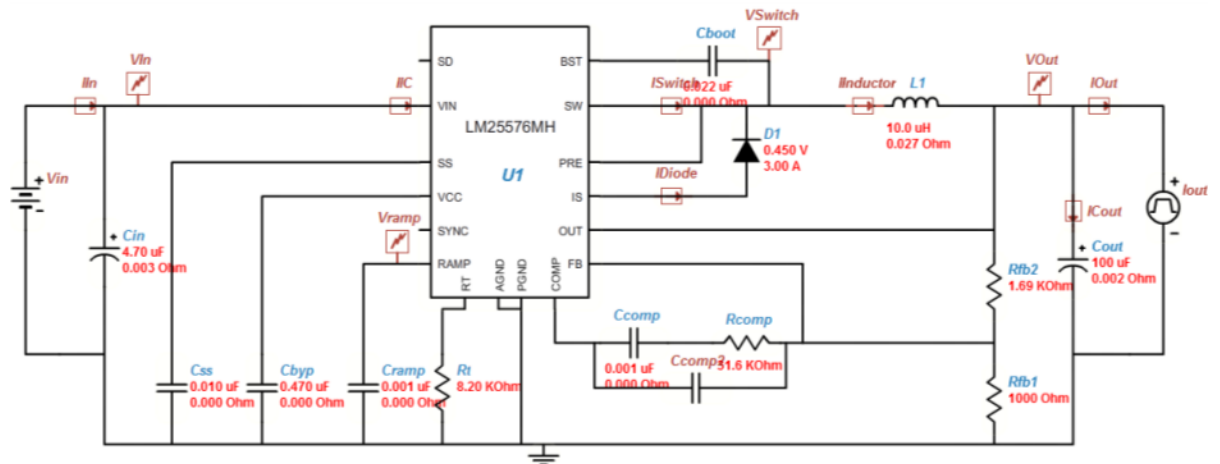 VSwitch
Cboot
VIn
SD
BST
VOut
IIn
IIC
ISwitch
0.022 uF
0.000 Ohm
IInductor
L1
IOut
VIN
SW
LM25576MH
10.0 uH
0.027 Ohm
D1
0.450 V
3.00 A
SS
PRE
U1
Vin
IDiode
Iout
VCC
IS
Vramp
ICout
SYNC
OUT
Cin
4.70 uF
0.003 Ohm
Cout
100 uF
0.002 Ohm
RAMP
FB
RT
AGND
PGND
COMP
Rfb2
1.69 KOhm
Ccomp
Rcomp
0.001 uF
0.000 Ohm
Ccomp2
31.6 KOhm
Css
0.010 uF
0.000 Ohm
Cbyp
0.470 uF
0.000 Ohm
Cramp
0.001 uF
0.000 Ohm
Rt
8.20 KOhm
Rfb1
1000 Ohm
+
-
+
+
+
-